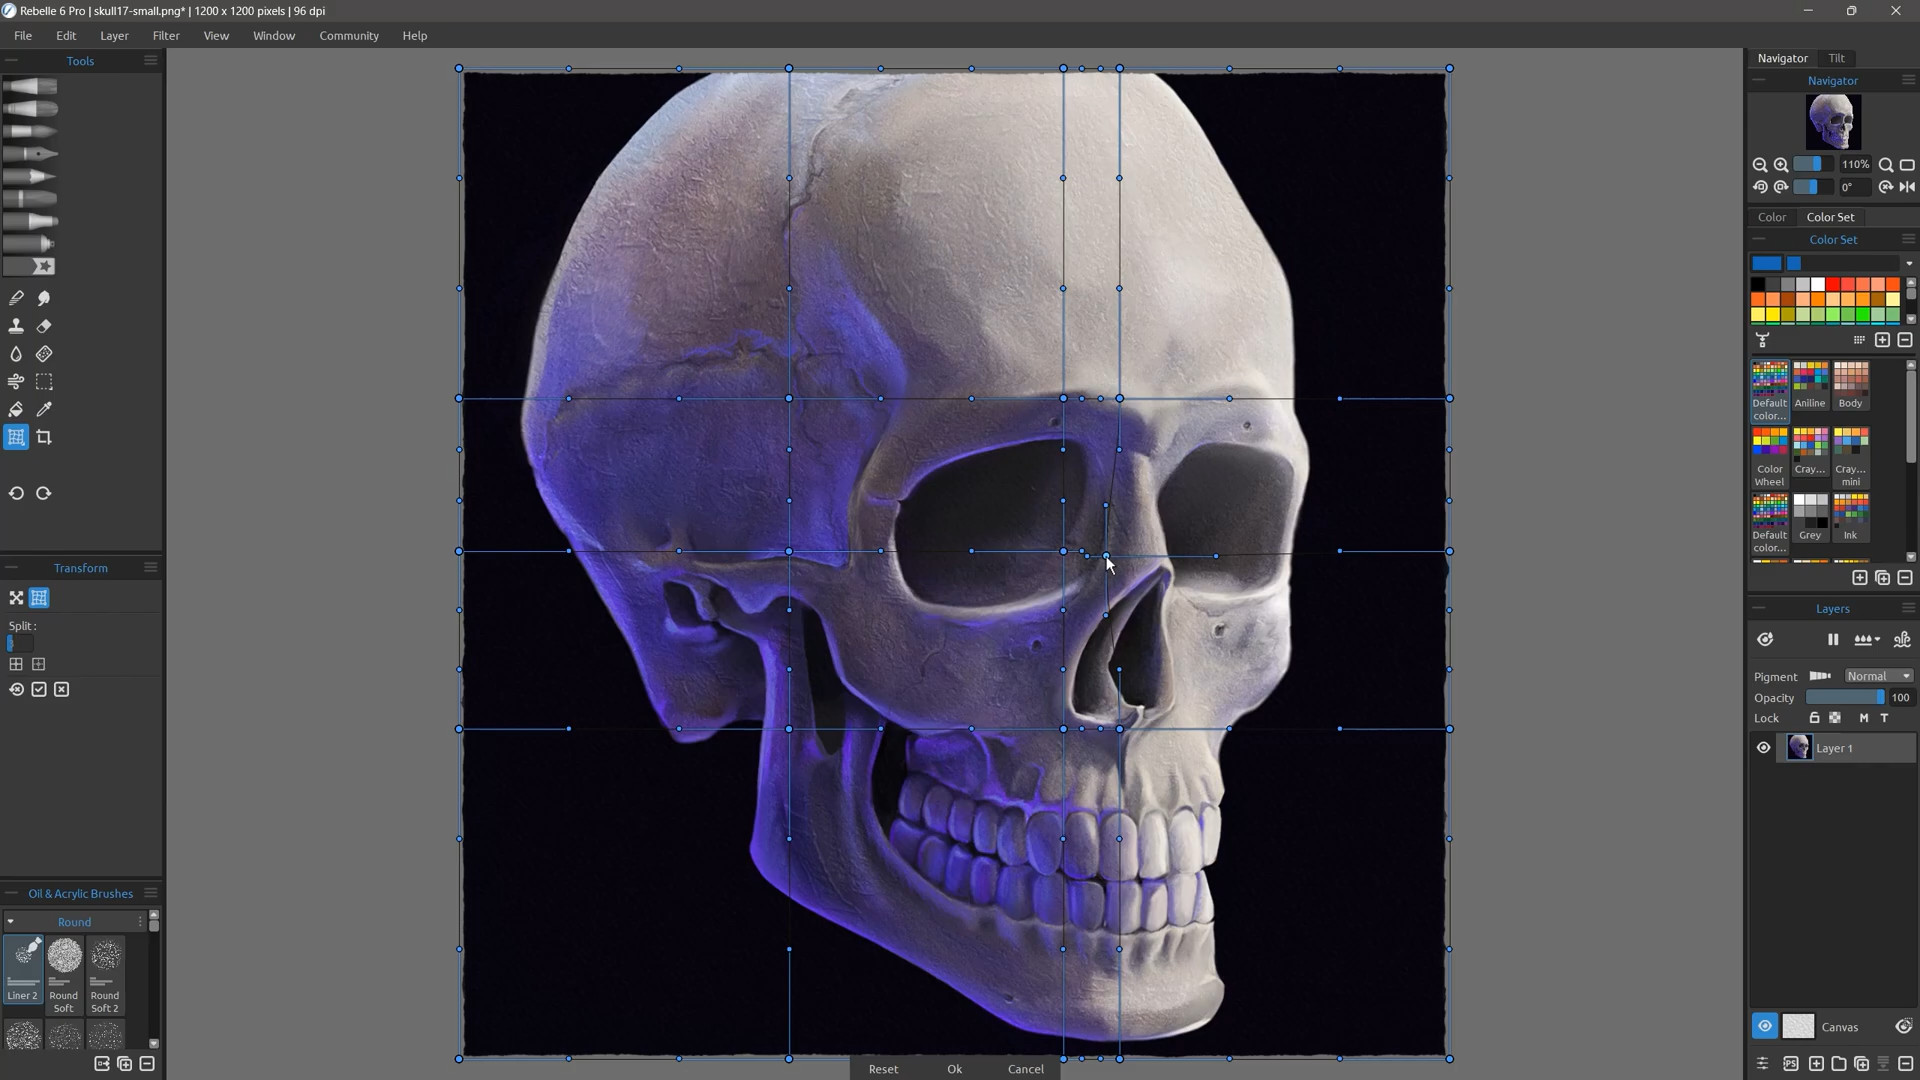 Rebelle 6 Pro | skull17-small.png* | 1200 x 1200 pixels | 96 dpi
File Edit Layer Filter View Window Community Help
Tools
Transform
Split :
Oil & Acrylic Brushes
Round
Liner 2
Round Soft
Round Soft 2
Reset Ok Cancel
Navigator Tilt
Navigator
110%
0°
Color Color Set
Color Set
Default color...
Aniline
Body
Color Wheel
Cray...
Cray... mini
Default color...
Grey
Ink
Layers
Pigment Normal
Opacity 100
Lock M T
Layer 1
Canvas
PS